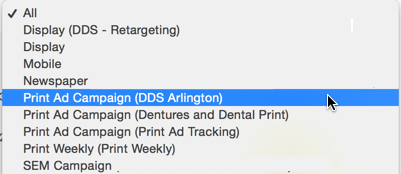 ✓ All
Display (DDS - Retargeting)
Display
Mobile
Newspaper
Print Ad Campaign (DDS Arlington)
Print Ad Campaign (Dentures and Dental Print)
Print Ad Campaign (Print Ad Tracking)
Print Weekly (Print Weekly)
SEM Campaign